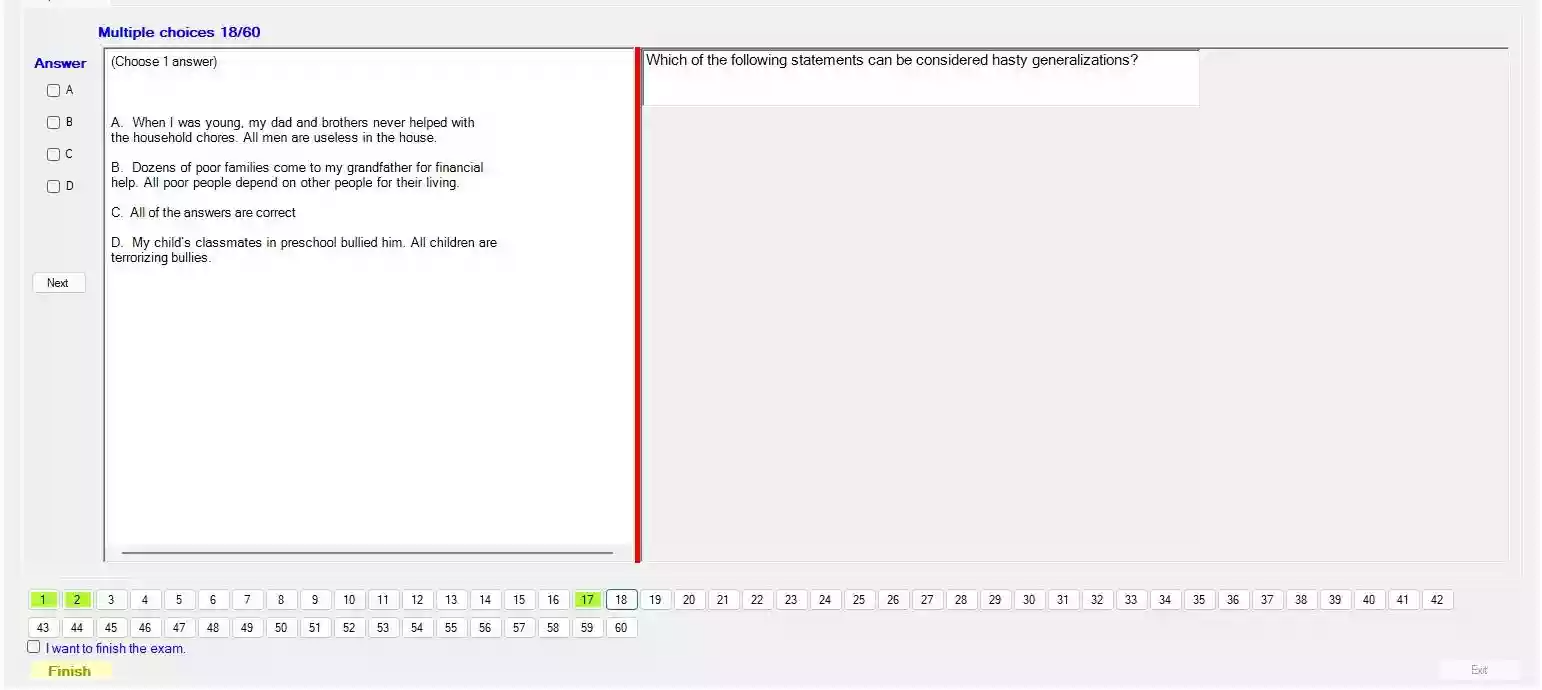 Multiple choices 18/60
Answer
A
B
C
D
Next
(Choose 1 answer)
A. When I was young, my dad and brothers never helped with
the household chores. All men are useless in the house.
B. Dozens of poor families come to my grandfather for financial
help. All poor people depend on other people for their living.
C. All of the answers are correct
D. My child's classmates in preschool bullied him. All children are
terrorizing bullies.
Which of the following statements can be considered hasty generalizations?
1 2 3 4 5 6 7 8 9 10 11 12 13 14 15 16 17 18 19 20 21 22 23 24 25 26 27 28 29 30 31 32 33 34 35 36 37 38 39 40 41 42
43 44 45 46 47 48 49 50 51 52 53 54 55 56 57 58 59 60
I want to finish the exam.
Finish
Exit